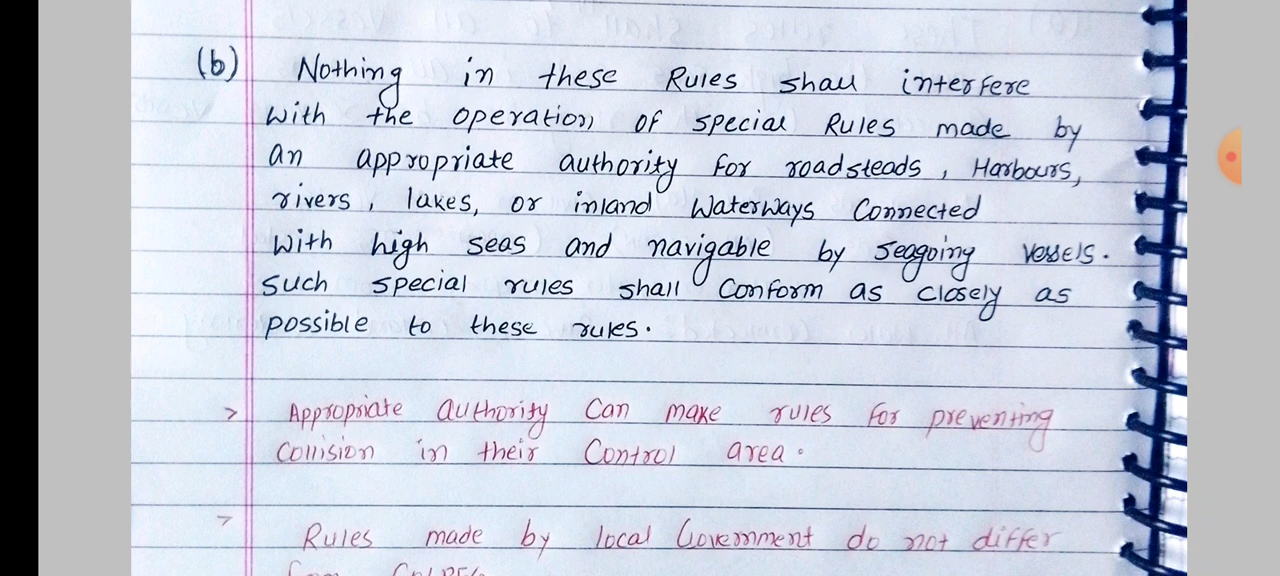 (b) Nothing in these Rules shall interfere
with the operation of special Rules made by
an appropriate authority for roadsteads, Harbours,
rivers, lakes, or inland Waterways Connected
With high seas and navigable by seagoing vessels.
such special rules shall conform as closely as
possible to these rules.
> Appropriate authority Can make rules for preventing
Collision in their Control area.
> Rules made by local Government do not differ